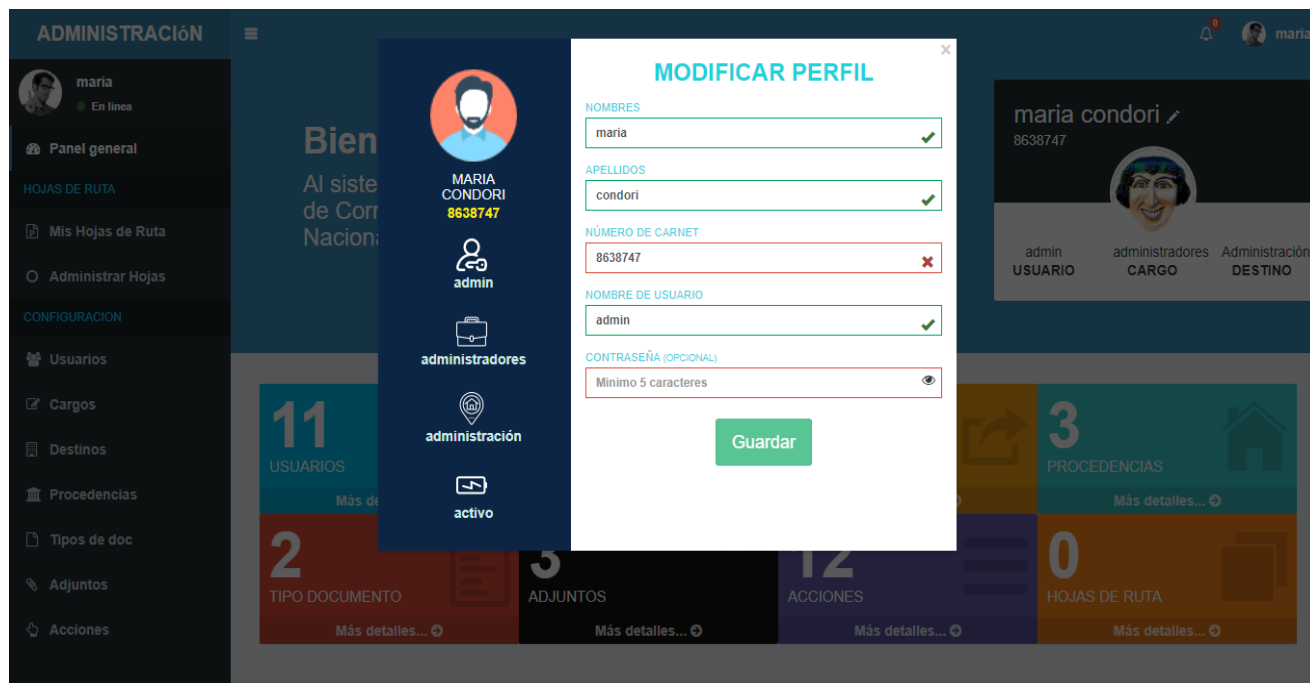 ADMINISTRACIóN
0
maria
maria
En línea
Panel general
HOJAS DE RUTA
Mis Hojas de Ruta
Administrar Hojas
CONFIGURACION
Usuarios
Cargos
Destinos
Procedencias
Tipos de doc
Adjuntos
Acciones
Bien
Al siste
de Corr
Naciona
MARIA
CONDORI
8638747
admin
administradores
administración
activo
×
MODIFICAR PERFIL
NOMBRES
maria
APELLIDOS
condori
NÚMERO DE CARNET
8638747
NOMBRE DE USUARIO
admin
CONTRASEÑA (OPCIONAL)
Minimo 5 caracteres
Guardar
maria condori
8638747
admin
USUARIO
administradores
CARGO
Administración
DESTINO
11
USUARIOS
Más de
3
PROCEDENCIAS
Más detalles...
2
TIPO DOCUMENTO
Más detalles...
3
ADJUNTOS
Más detalles...
12
ACCIONES
Más detalles...
0
HOJAS DE RUTA
Más detalles...